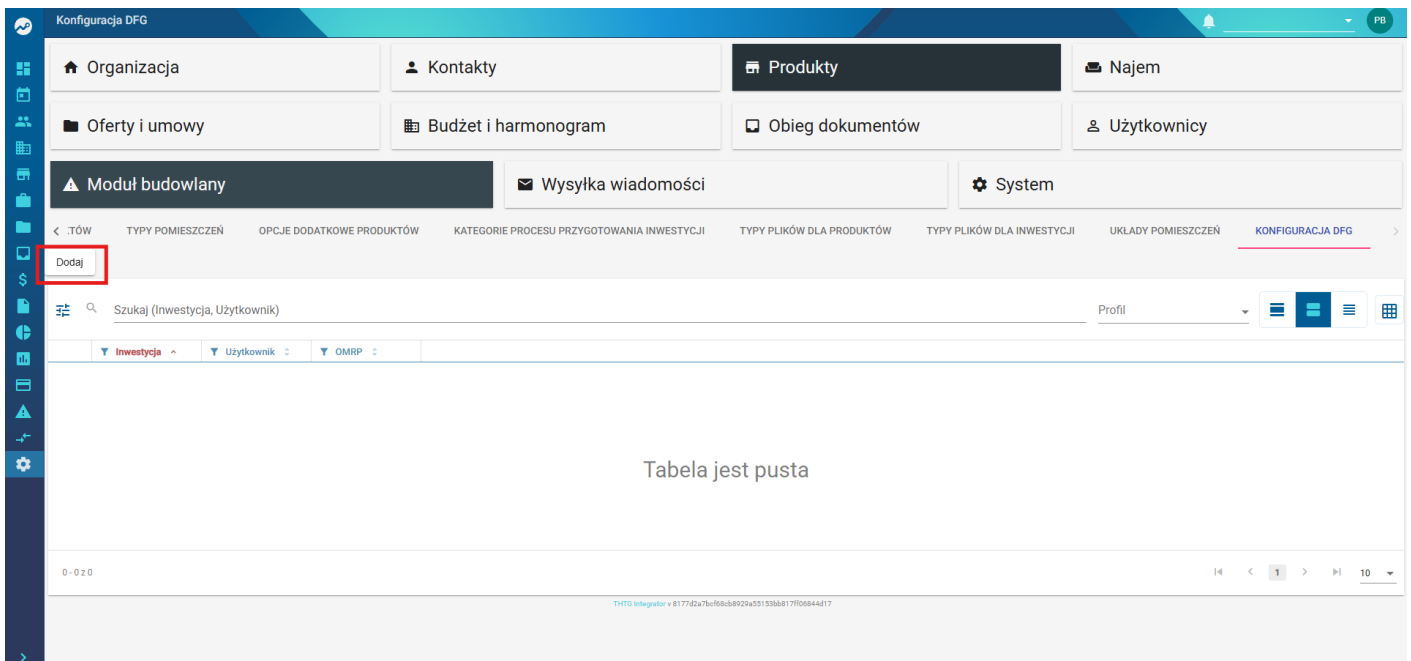 Konfiguracja DFG
PB
Organizacja
Kontakty
Produkty
Najem
Oferty i umowy
Budżet i harmonogram
Obieg dokumentów
Użytkownicy
Moduł budowlany
Wysyłka wiadomości
System
:TÓW TYPY POMIESZCZEŃ OPCJE DODATKOWE PRODUKTÓW KATEGORIE PROCESU PRZYGOTOWANIA INWESTYCJI TYPY PLIKÓW DLA PRODUKTÓW TYPY PLIKÓW DLA INWESTYCJI UKŁADY POMIESZCZEŃ KONFIGURACJA DFG
Dodaj
Szukaj (Inwestycja, Użytkownik) Profil
Inwestycja Użytkownik OMRP
Tabela jest pusta
0 - 0 z 0 1 10
THTG Integrator v 8177d2a7bcf68cb8929a55153bb817ff06844d17